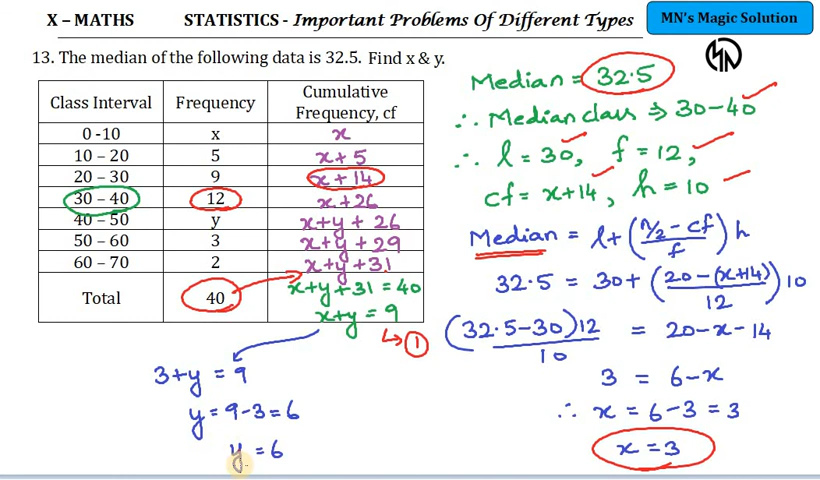 X – MATHS STATISTICS - Important Problems Of Different Types MN's Magic Solution
13. The median of the following data is 32.5. Find x & y.
MN
Class Interval Frequency Cumulative Frequency, cf
0 -10 x x
10 – 20 5 x + 5
20 – 30 9 x + 14
30 – 40 12 x + 26
40 – 50 y x + y + 26
50 – 60 3 x + y + 29
60 – 70 2 x + y + 31
Total 40 x + y + 31 = 40
x + y = 9
→ ①
3 + y = 9
y = 9 - 3 = 6
y = 6
Median = 32.5
∴ Median class ⇒ 30 – 40
∴ l = 30, f = 12,
cf = x + 14, h = 10
Median = l + ((n/2 - cf)/f) h
32.5 = 30 + ((20 - (x+14))/12) 10
(32.5 - 30) 12 / 10 = 20 - x - 14
3 = 6 - x
∴ x = 6 - 3 = 3
x = 3